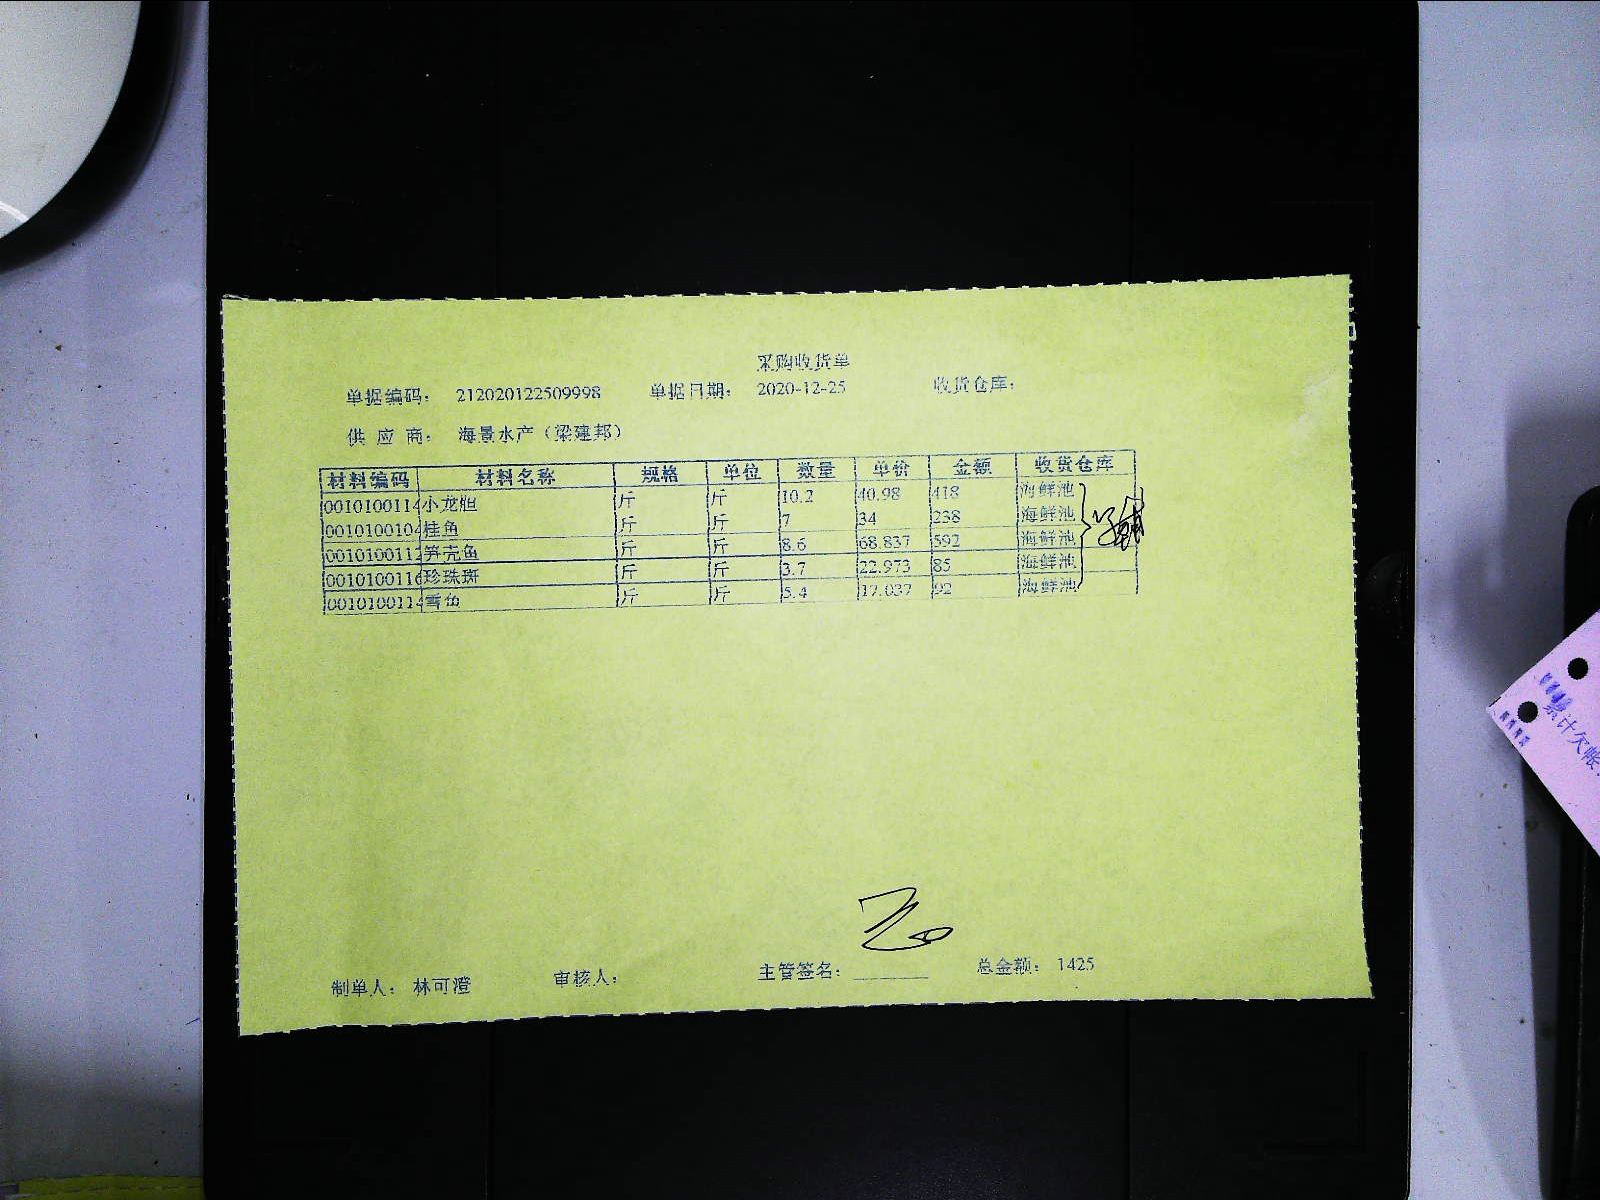 采购收货单
单据编码： 212020122509998 单据日期： 2020-12-25 收货仓库：
供 应 商： 海景水产（梁建邦）
材料编码 材料名称 规格 单位 数量 单价 金额 收货仓库
0010100114 小龙胆 斤 斤 10.2 40.98 418 海鲜池
0010100104 桂鱼 斤 斤 7 34 238 海鲜池
0010100112 笋壳鱼 斤 斤 8.6 68.837 592 海鲜池
0010100116 珍珠斑 斤 斤 3.7 22.973 85 海鲜池
0010100114 雪鱼 斤 斤 5.4 17.037 92 海鲜池
制单人： 林可澄 审核人： 主管签名： 总金额： 1425
累计欠帐